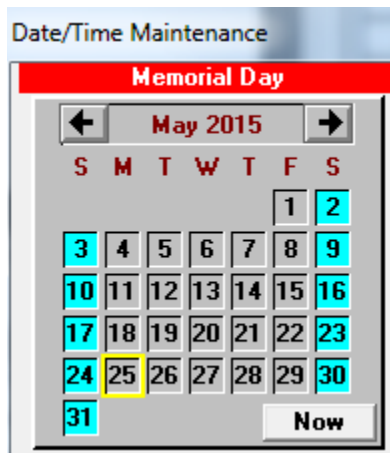 Date/Time Maintenance
Memorial Day
May 2015
S M T W T F S
1 2
3 4 5 6 7 8 9
10 11 12 13 14 15 16
17 18 19 20 21 22 23
24 25 26 27 28 29 30
31 Now